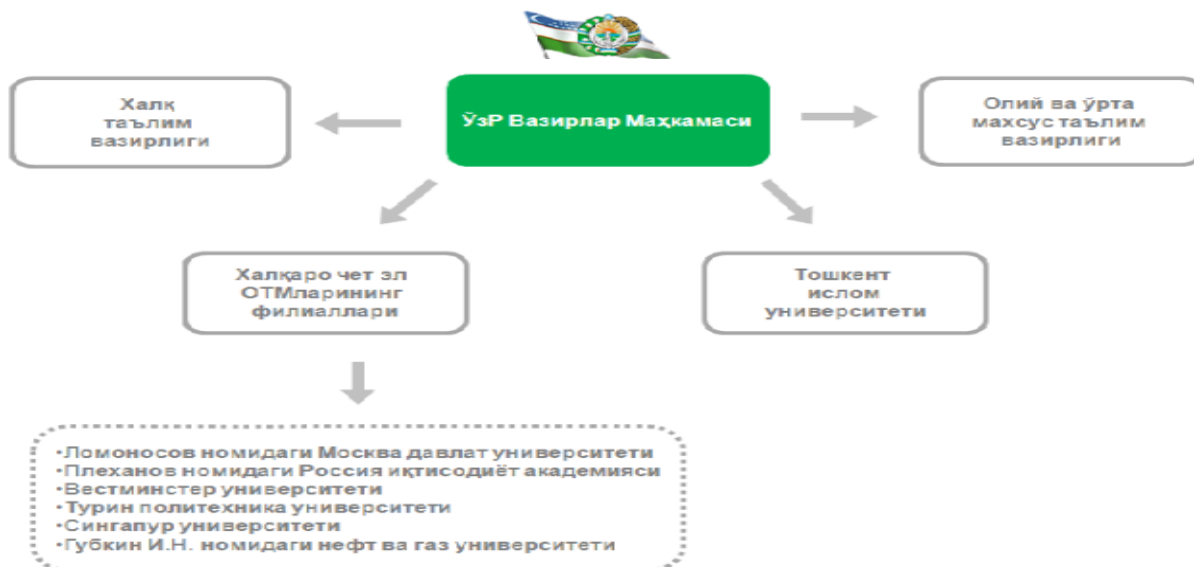 Халқ
таълим
вазирлиги
ЎзР Вазирлар Маҳкамаси
Олий ва ўрта
махсус таълим
вазирлиги
Халқаро чет эл
ОТМларининг
филиаллари
Тошкент
ислом
университети
•Ломоносов номидаги Москва давлат университети
•Плеханов номидаги Россия иқтисодиёт академияси
•Вестминстер университети
•Турин политехника университети
•Сингапур университети
•Губкин И.Н. номидаги нефт ва газ университети